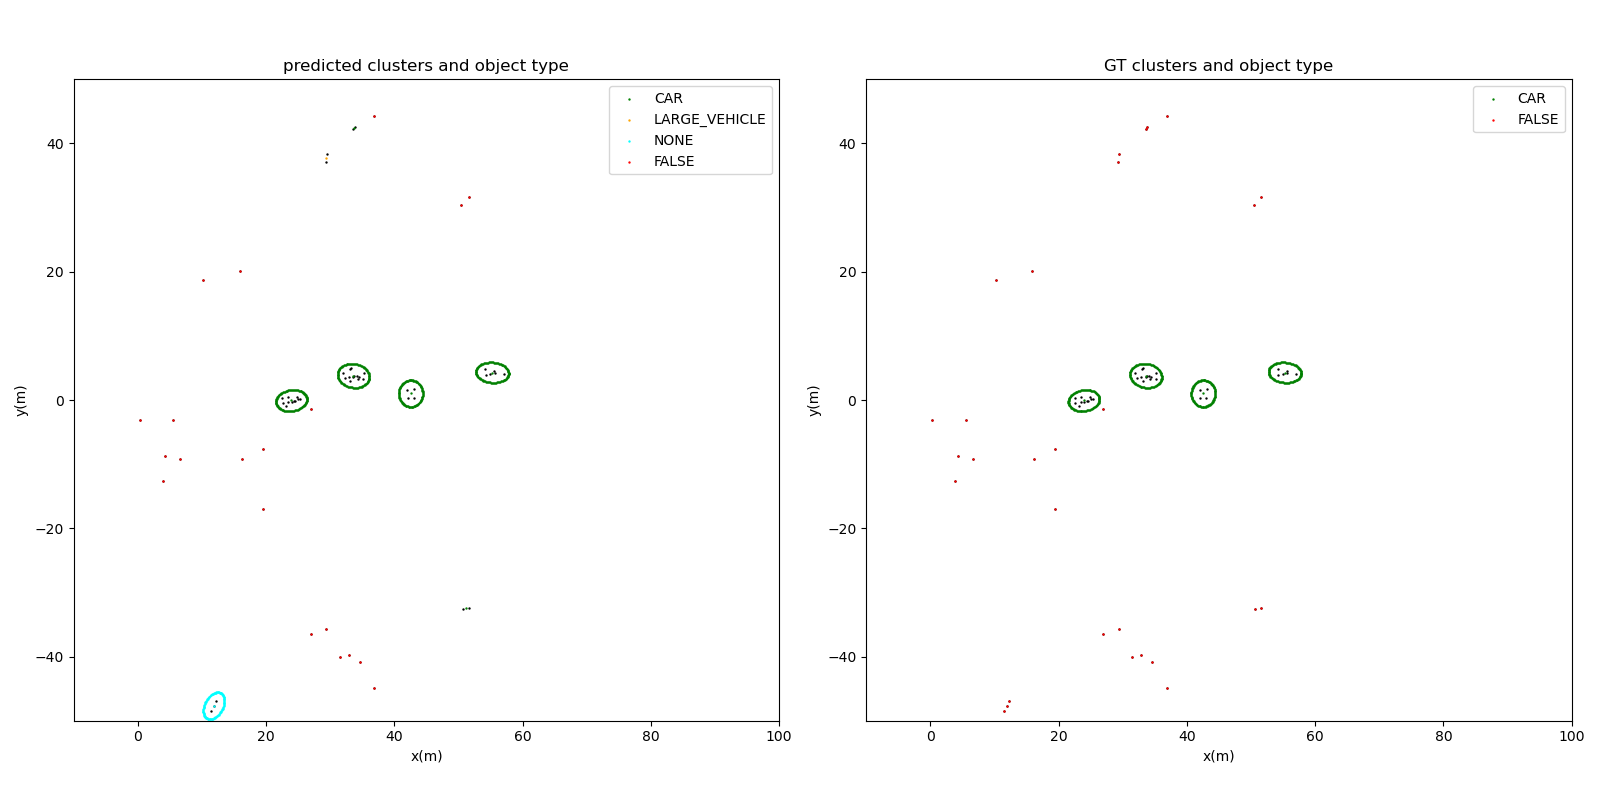 predicted clusters and object type
CAR
LARGE_VEHICLE
NONE
FALSE
40
20
0
−20
−40
y(m)
0
20
40
60
80
100
x(m)
GT clusters and object type
CAR
FALSE
40
20
0
−20
−40
y(m)
0
20
40
60
80
100
x(m)